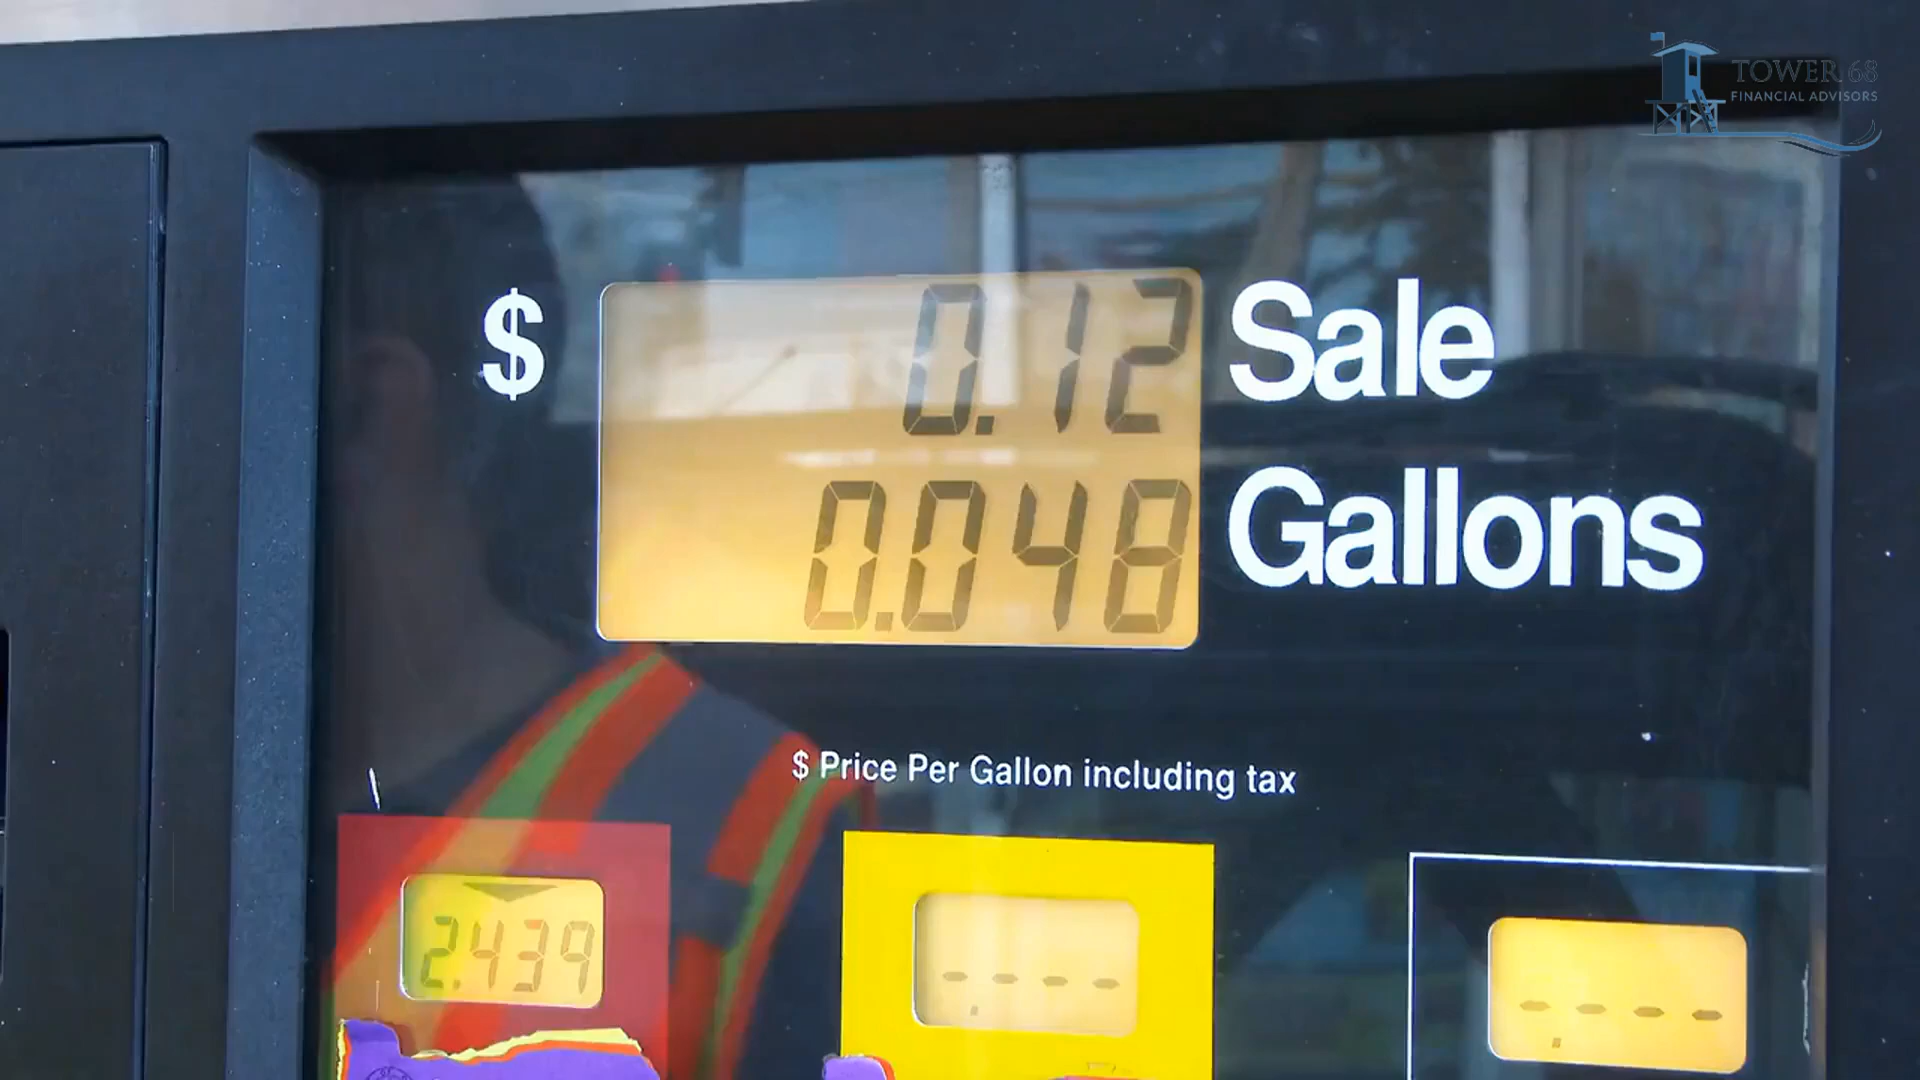 TOWER 68
FINANCIAL ADVISORS
$ 0.12 Sale
0.048 Gallons
$ Price Per Gallon including tax
2.439
- - - -
- - - -